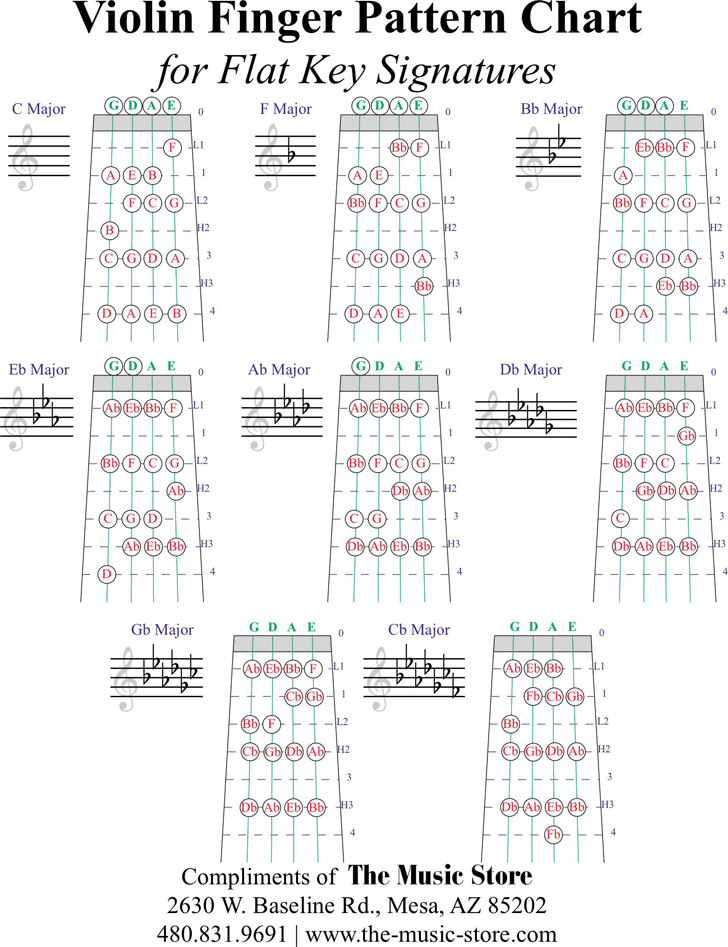 Violin Finger Pattern Chart
for Flat Key Signatures
C Major
G D A E 0
F L1
A E B 1
F C G L2
B H2
C G D A 3
H3
D A E B 4
F Major
G D A E 0
Bb F L1
A E 1
Bb F C G L2
H2
C G D A 3
Bb H3
D A E 4
Bb Major
G D A E 0
Eb Bb F L1
A 1
Bb F C G L2
H2
C G D A 3
Eb Bb H3
D A 4
Eb Major
G D A E 0
Ab Eb Bb F L1
1
Bb F C G L2
Ab H2
C G D 3
Ab Eb Bb H3
D 4
Ab Major
G D A E 0
Ab Eb Bb F L1
1
Bb F C G L2
Db Ab H2
C G 3
Db Ab Eb Bb H3
4
Db Major
G D A E 0
Ab Eb Bb F L1
Gb 1
Bb F C L2
Gb Db Ab H2
C 3
Db Ab Eb Bb H3
4
Gb Major
G D A E 0
Ab Eb Bb F L1
Cb Gb 1
Bb F L2
Cb Gb Db Ab H2
3
Db Ab Eb Bb H3
4
Cb Major
G D A E 0
Ab Eb Bb L1
Fb Cb Gb 1
Bb L2
Cb Gb Db Ab H2
3
Db Ab Eb Bb H3
Fb 4
Compliments of The Music Store
2630 W. Baseline Rd., Mesa, AZ 85202
480.831.9691 | www.the-music-store.com